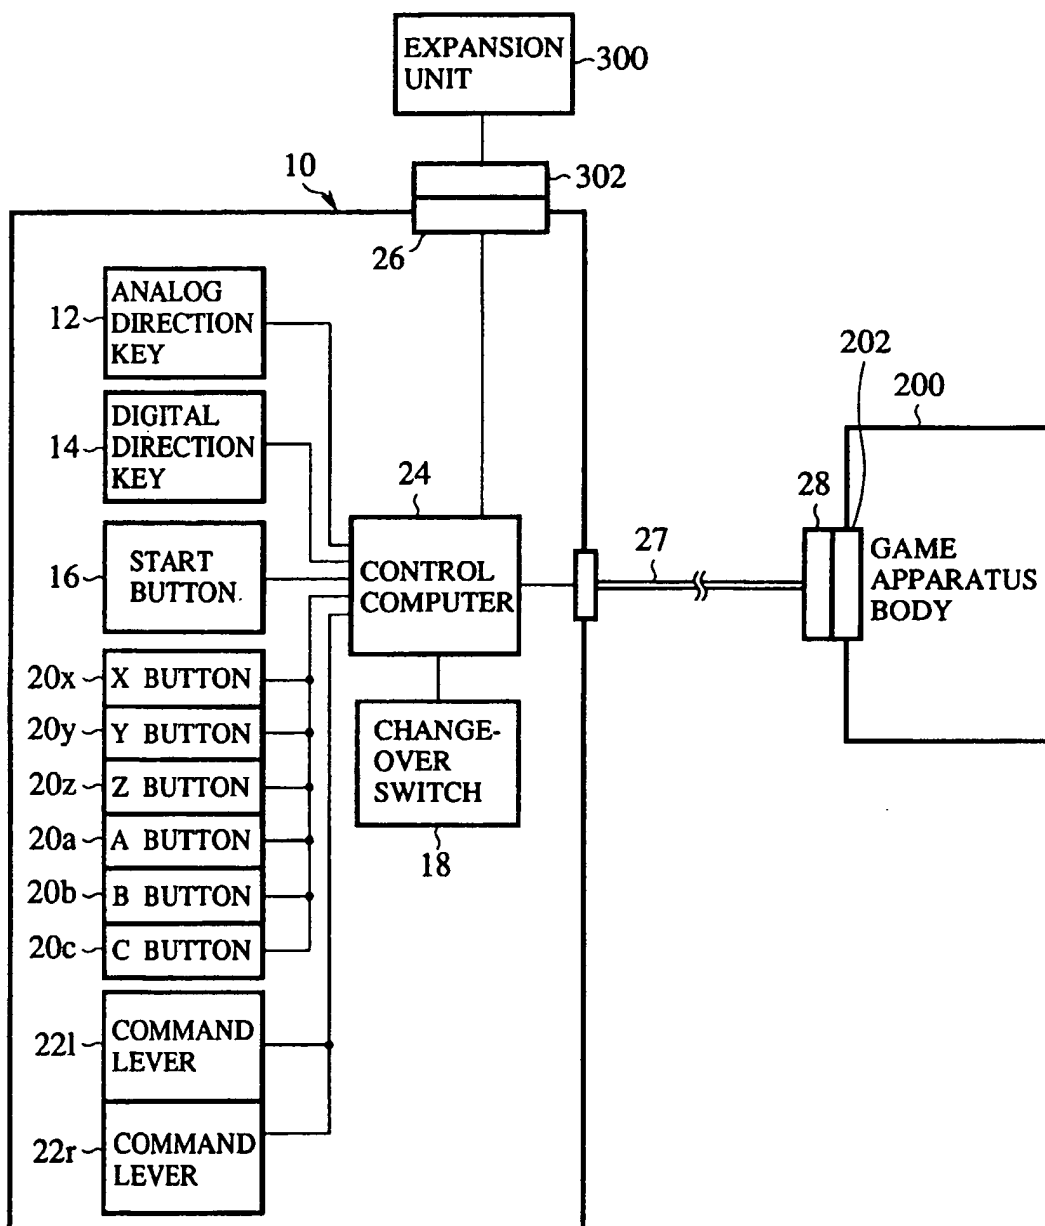 EXPANSION
UNIT
300
302
10
26
ANALOG
DIRECTION
KEY
12
DIGITAL
DIRECTION
KEY
14
START
BUTTON
16
24
CONTROL
COMPUTER
27
28
202
200
GAME
APPARATUS
BODY
20x X BUTTON
20y Y BUTTON
20z Z BUTTON
20a A BUTTON
20b B BUTTON
20c C BUTTON
CHANGE-
OVER
SWITCH
18
COMMAND
LEVER
22l
COMMAND
LEVER
22r